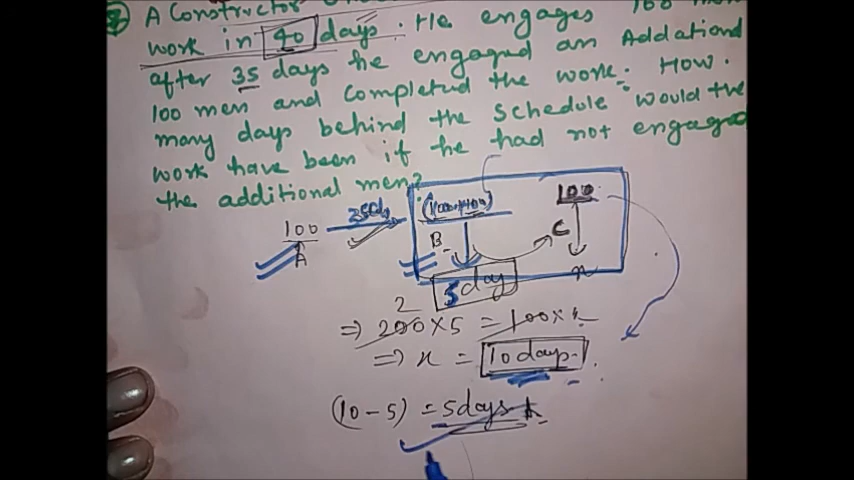 A Constructor
work in 40 days. He engages 100 men
after 35 days he engaged an Addational
100 men and completed the work. How
many days behind the schedule would the
work have been if he had not engaged
the additional men?
100 35 days (100+100) 100
A B C
5 day x
2
⇒ 200 × 5 = 100 × x
⇒ x = 10 days.
(10 - 5) = 5 days